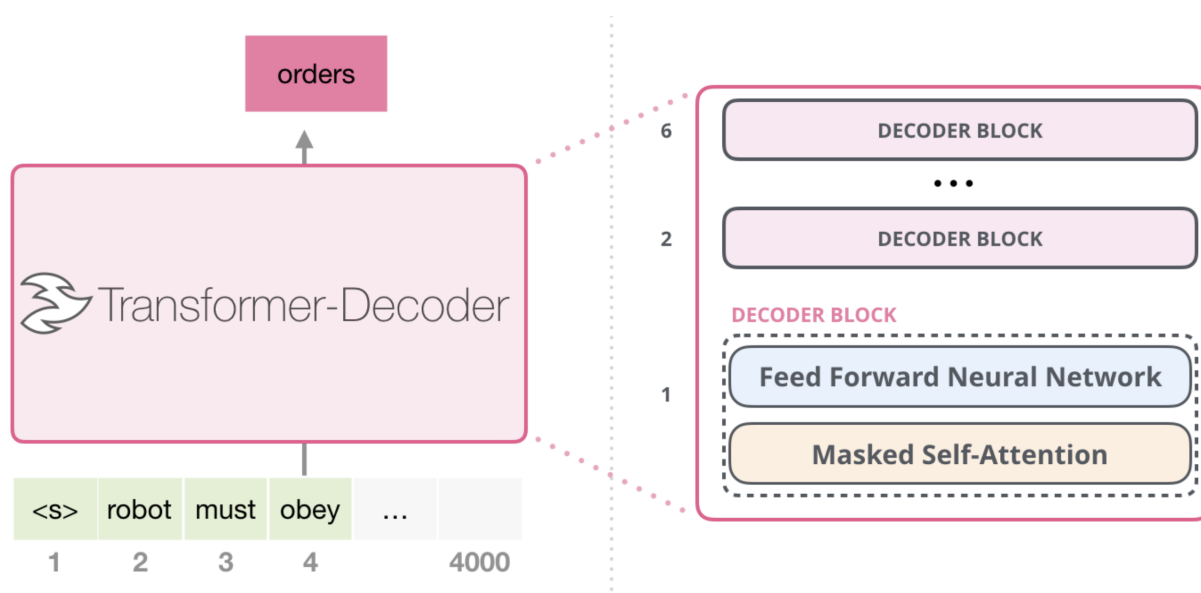 orders
Transformer-Decoder
<s> robot must obey ...
1 2 3 4 4000
6 DECODER BLOCK
...
2 DECODER BLOCK
DECODER BLOCK
1
Feed Forward Neural Network
Masked Self-Attention